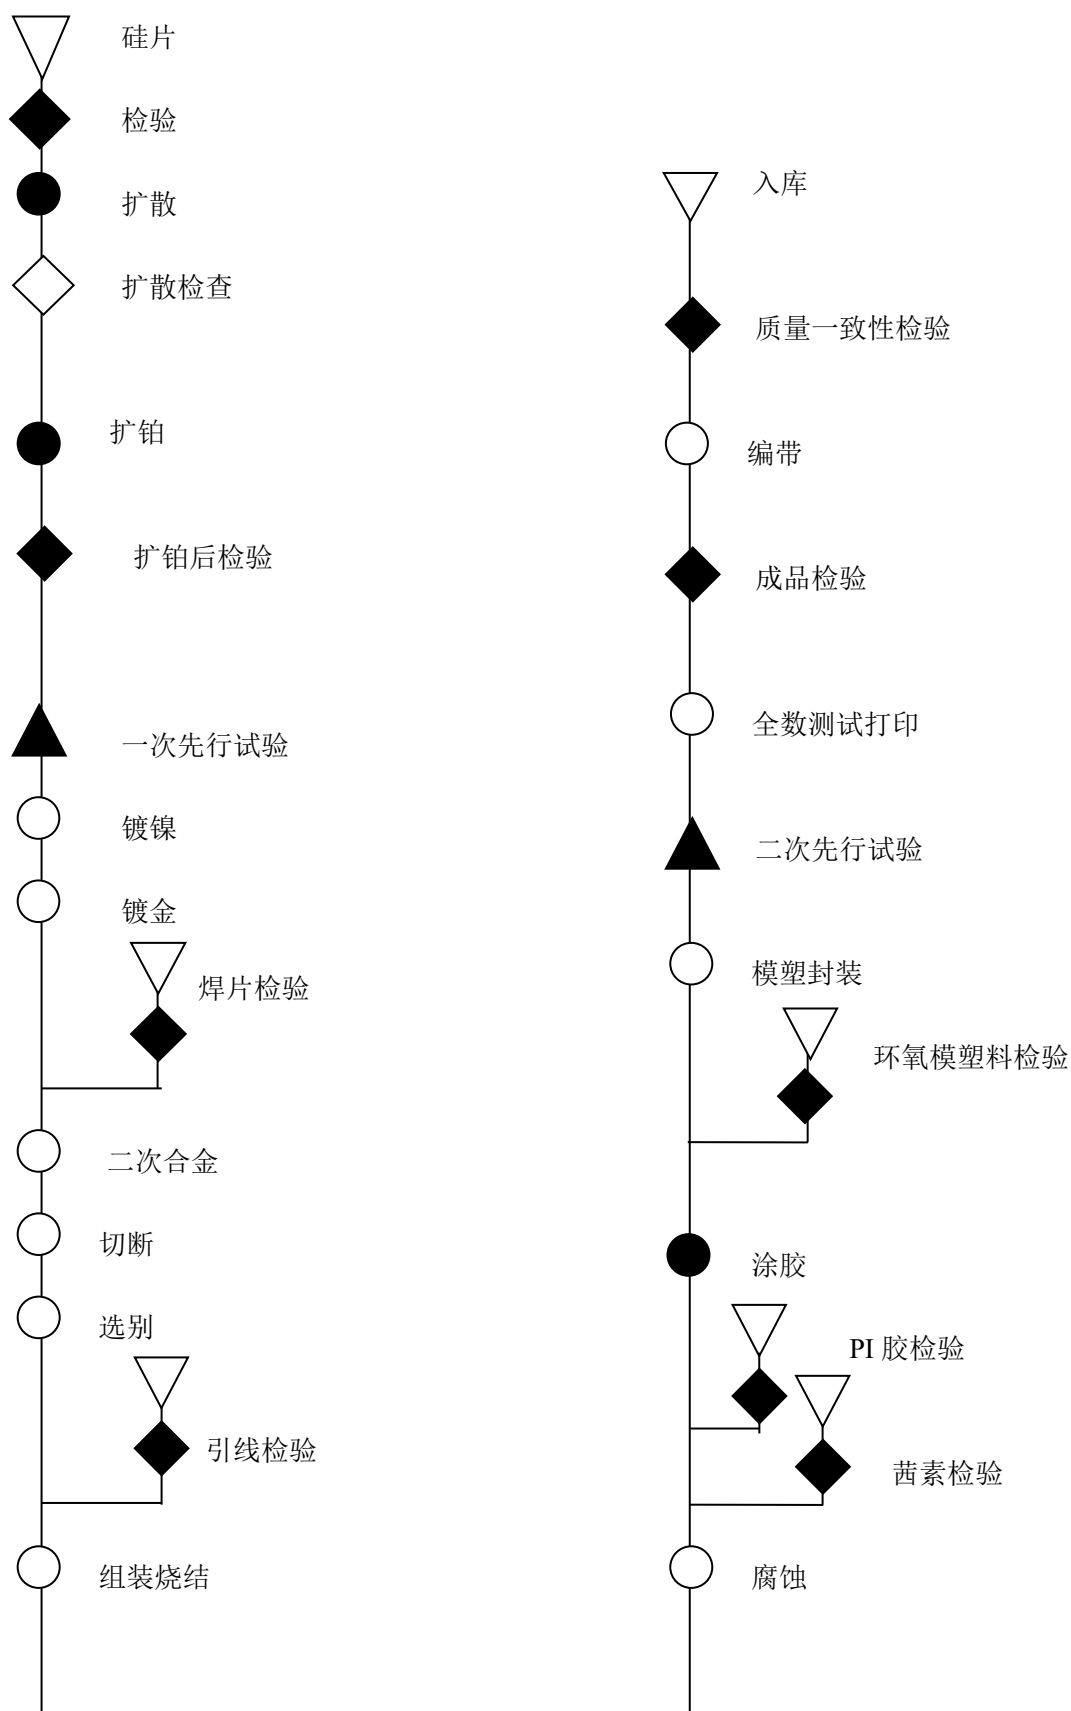 硅片
检验
扩散
扩散检查
扩铂
扩铂后检验
一次先行试验
镀镍
镀金
焊片检验
二次合金
切断
选别
引线检验
组装烧结
入库
质量一致性检验
编带
成品检验
全数测试打印
二次先行试验
模塑封装
环氧模塑料检验
涂胶
PI 胶检验
茜素检验
腐蚀